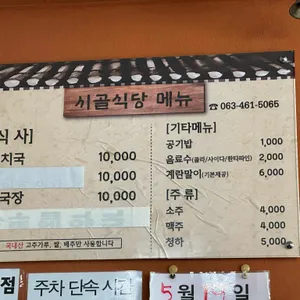 시골식당 메뉴
☎ 063-461-5065
식 사]
치국 10,000
10,000
국장 10,000
국내산 고추가루, 쌀, 배추만 사용합니다
[기타메뉴]
공기밥 1,000
음료수(콜라/사이다/환타파인) 2,000
계란말이(기본제공) 6,000
[주 류]
소주 4,000
맥주 4,000
청하 5,000
점 주차 단속 시간
5월 일